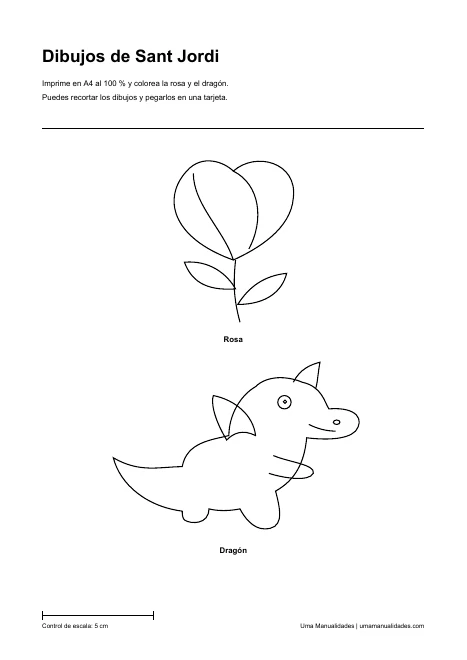 Dibujos de Sant Jordi
Imprime en A4 al 100 % y colorea la rosa y el dragón.
Puedes recortar los dibujos y pegarlos en una tarjeta.
Rosa
Dragón
Control de escala: 5 cm
Uma Manualidades | umamanualidades.com